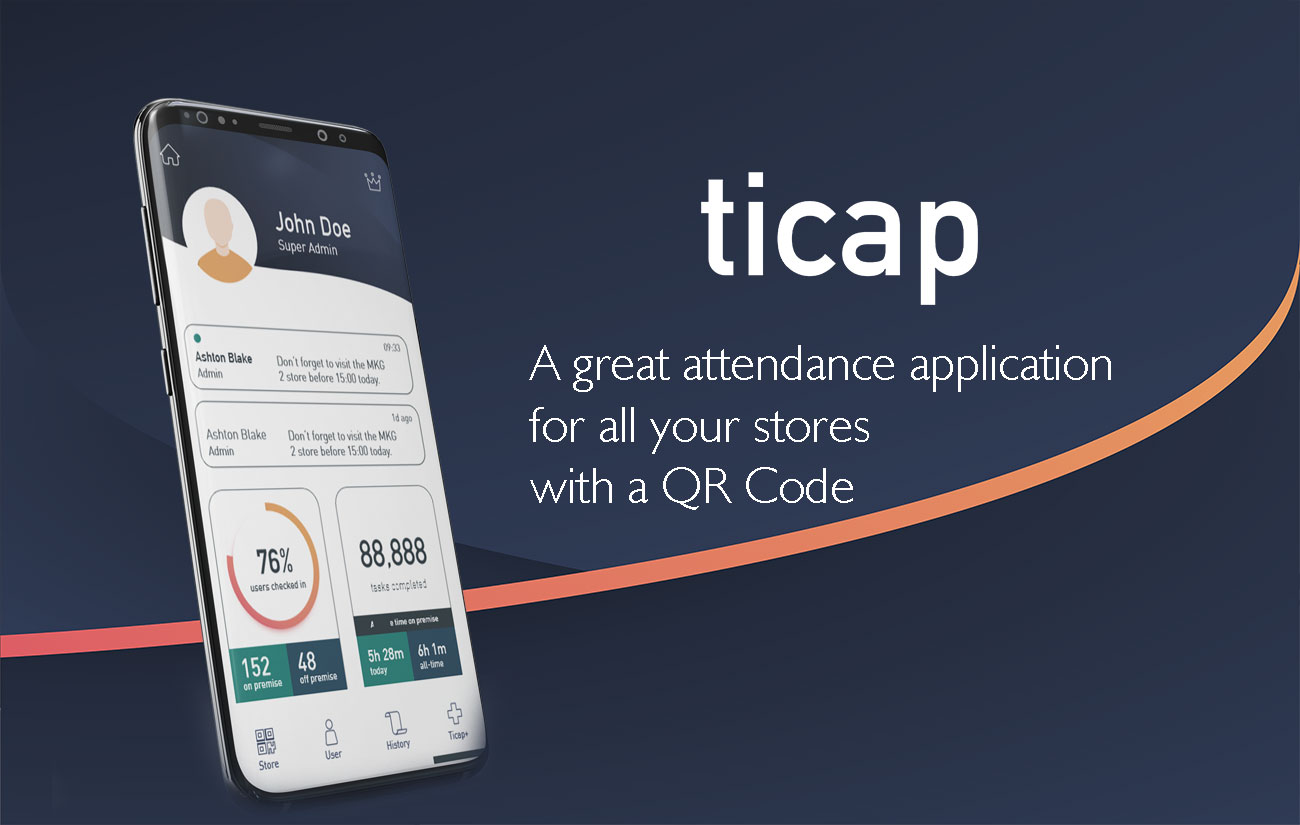 ticap
A great attendance application
for all your stores
with a QR Code
John Doe
Super Admin
09:33
Ashton Blake
Admin
Don't forget to visit the MKG
2 store before 15:00 today.
1d ago
Ashton Blake
Admin
Don't forget to visit the MKG
2 store before 15:00 today.
76%
users checked in
152
on premise
48
off premise
88,888
tasks completed
A e time on premise
5h 28m
today
6h 1m
all-time
Store
User
History
Ticap+